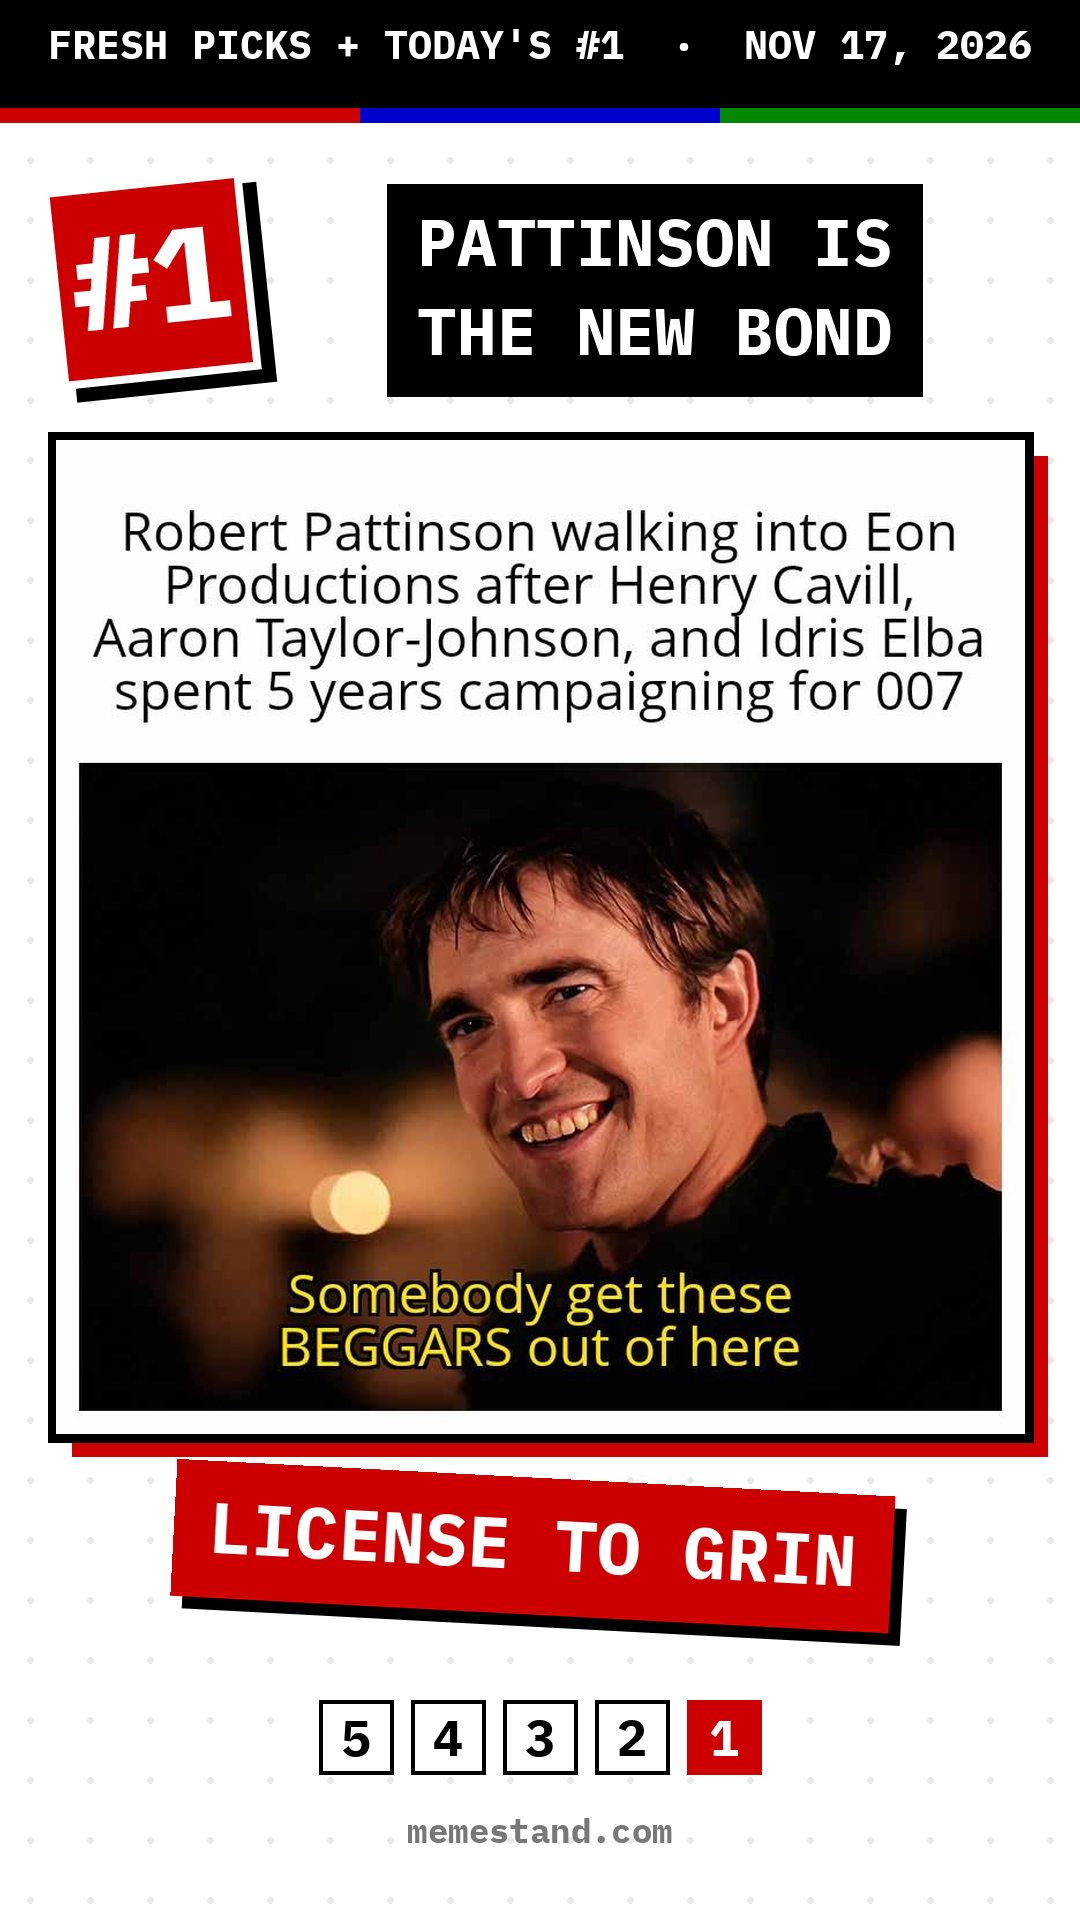 FRESH PICKS + TODAY'S #1 · NOV 17, 2026
#1
PATTINSON IS
THE NEW BOND
Robert Pattinson walking into Eon
Productions after Henry Cavill,
Aaron Taylor-Johnson, and Idris Elba
spent 5 years campaigning for 007
Somebody get these
BEGGARS out of here
LICENSE TO GRIN
5 4 3 2 1
memestand.com